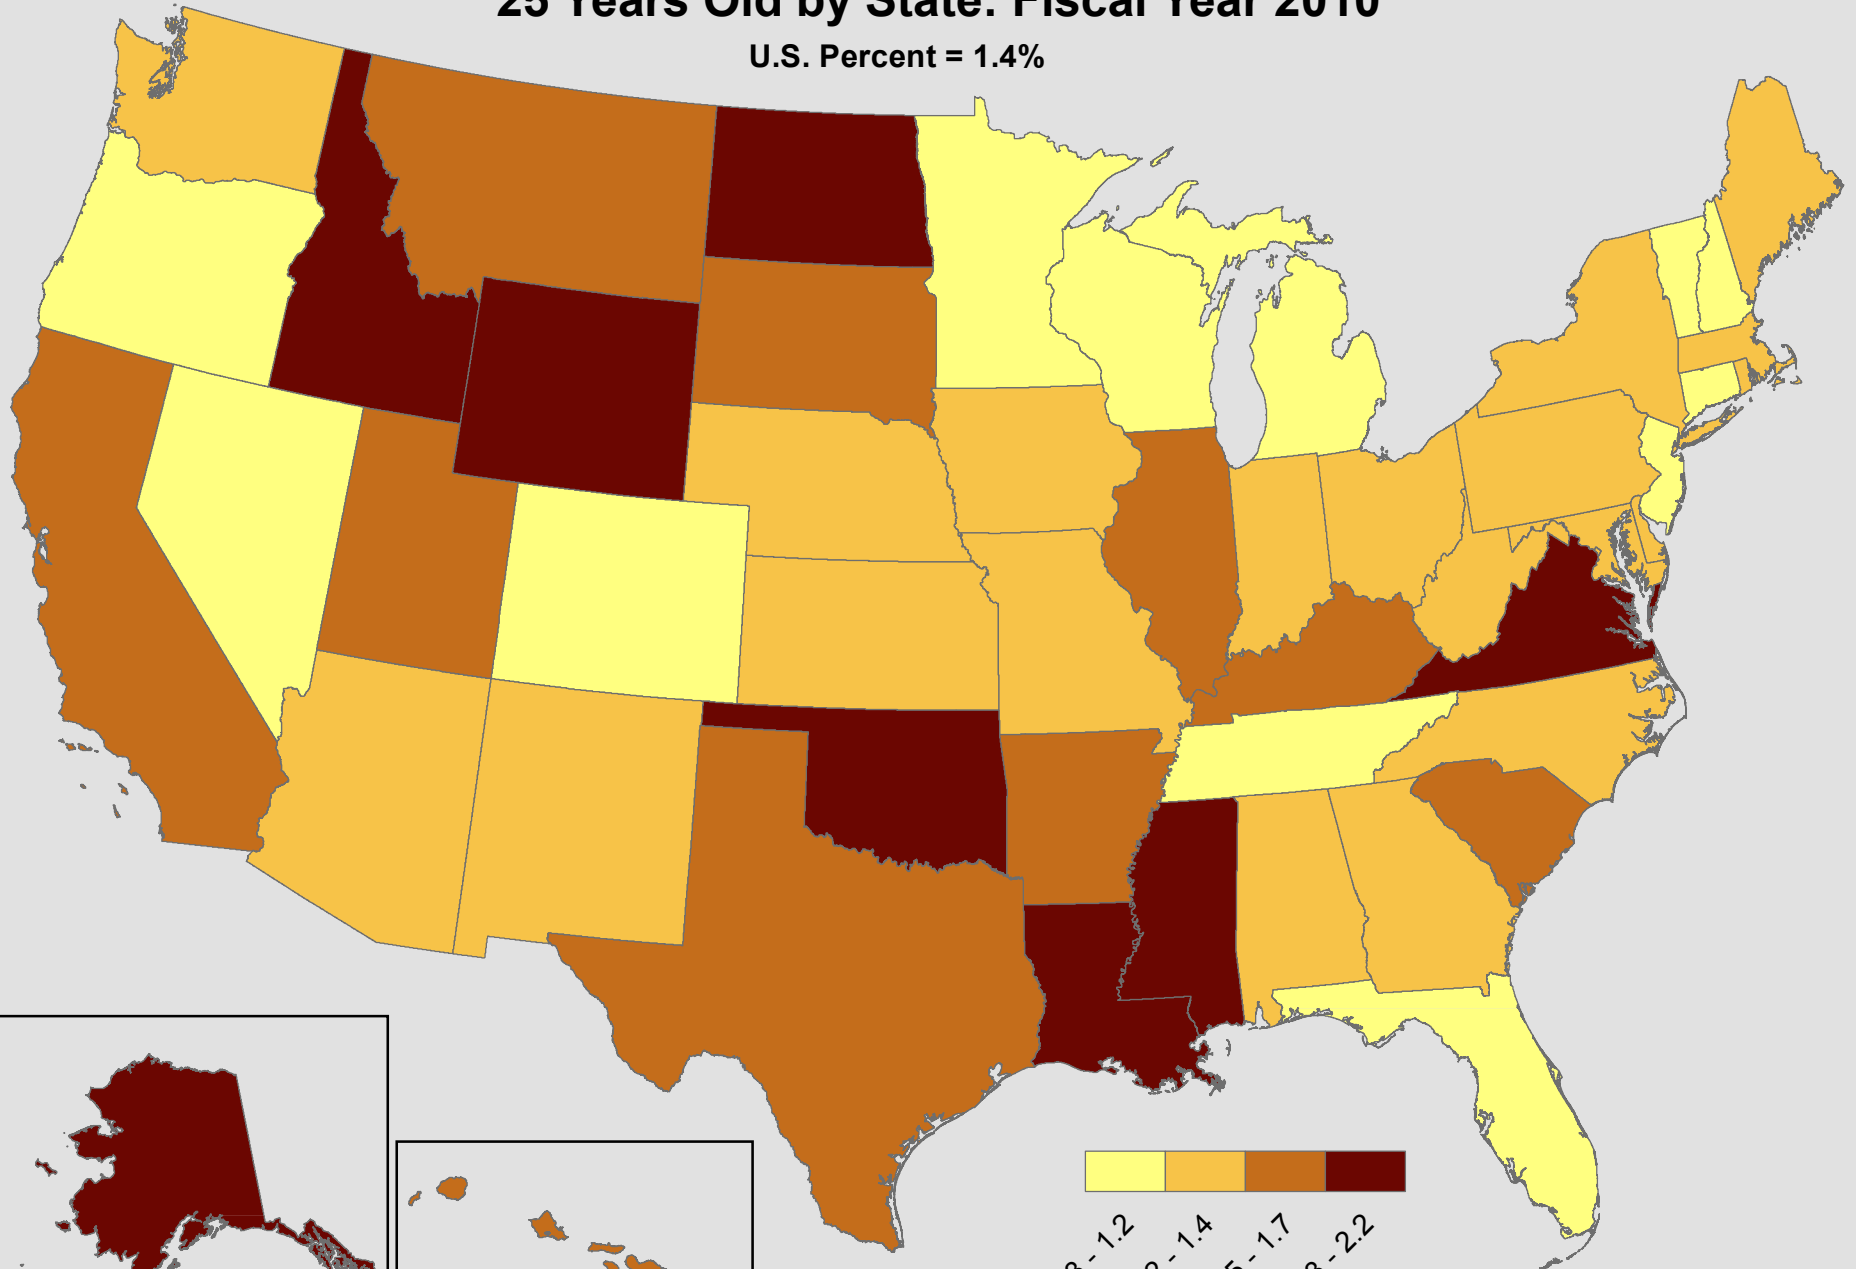 25 Years Old by State: Fiscal Year 2010
U.S. Percent = 1.4%
- 1.2
- 1.4
- 1.7
- 2.2